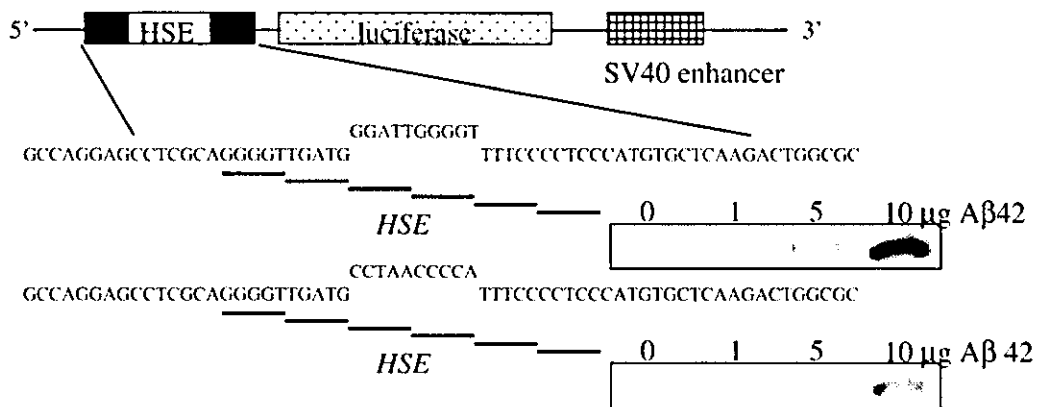 5' HSE luciferase 3'
SV40 enhancer
GGATTGGGGT
GCCAGGAGCCTCGCAGGGGTTGATG TTTCCCCTCCCATGTGCTCAAGACTGGCGC
HSE
0 1 5 10 µg Aβ42
CCTAACCCCA
GCCAGGAGCCTCGCAGGGGTTGATG TTTCCCCTCCCATGTGCTCAAGACTGGCGC
HSE
0 1 5 10 µg Aβ 42